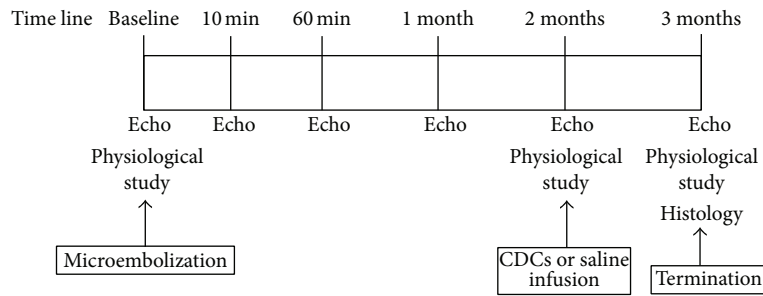 Time line Baseline 10 min 60 min 1 month 2 months 3 months
Echo Echo Echo Echo Echo Echo
Physiological Physiological Physiological
study study study
Histology
Microembolization
CDCs or saline
infusion
Termination